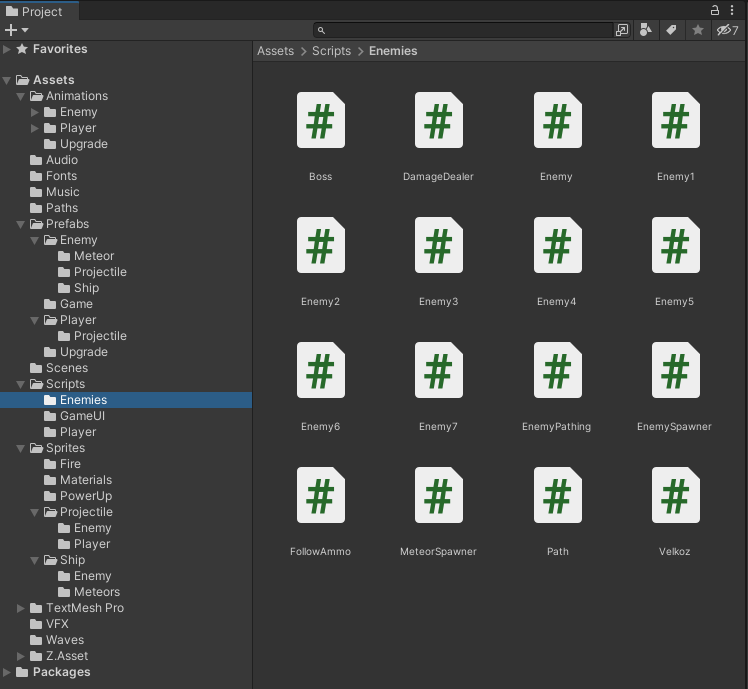 Project
7
Favorites
Assets
Animations
Enemy
Player
Upgrade
Audio
Fonts
Music
Paths
Prefabs
Enemy
Meteor
Projectile
Ship
Game
Player
Projectile
Upgrade
Scenes
Scripts
Enemies
GameUI
Player
Sprites
Fire
Materials
PowerUp
Projectile
Enemy
Player
Ship
Enemy
Meteors
TextMesh Pro
VFX
Waves
Z.Asset
Packages
Assets > Scripts > Enemies
# # # #
Boss DamageDealer Enemy Enemy1
# # # #
Enemy2 Enemy3 Enemy4 Enemy5
# # # #
Enemy6 Enemy7 EnemyPathing EnemySpawner
# # # #
FollowAmmo MeteorSpawner Path Velkoz